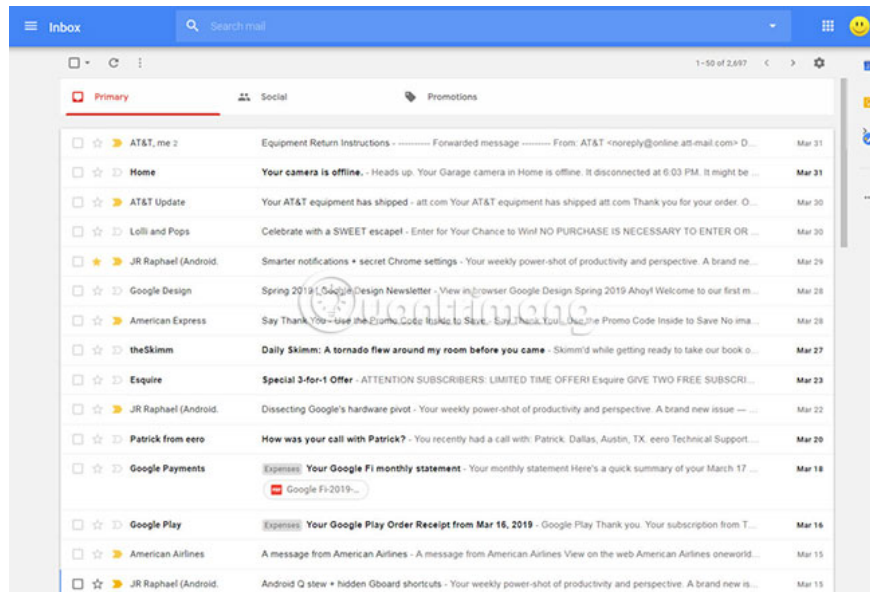 Inbox
Search mail
1–50 of 2,697
Primary Social Promotions
AT&T, me 2 Equipment Return Instructions - ---------- Forwarded message --------- From: AT&T <noreply@online.att-mail.com> D... Mar 31
Home Your camera is offline. - Heads up. Your Garage camera in Home is offline. It disconnected at 6:03 PM. It might be ... Mar 31
AT&T Update Your AT&T equipment has shipped - att.com Your AT&T equipment has shipped att.com Thank you for your order. O... Mar 30
Lolli and Pops Celebrate with a SWEET escape! - Enter for Your Chance to Win! NO PURCHASE IS NECESSARY TO ENTER OR ... Mar 30
JR Raphael (Android. Smarter notifications + secret Chrome settings - Your weekly power-shot of productivity and perspective. A brand ne... Mar 29
Google Design Spring 2019 | Google Design Newsletter - View in browser Google Design Spring 2019 Ahoy! Welcome to our first m... Mar 28
American Express Say Thank You - Use the Promo Code Inside to Save - Say Thank You - Use the Promo Code Inside to Save No ima... Mar 28
Quantrimang
theSkimm Daily Skimm: A tornado flew around my room before you came - Skimm'd while getting ready to take our book o... Mar 27
Esquire Special 3-for-1 Offer - ATTENTION SUBSCRIBERS: LIMITED TIME OFFER! Esquire GIVE TWO FREE SUBSCRI... Mar 23
JR Raphael (Android. Dissecting Google's hardware pivot - Your weekly power-shot of productivity and perspective. A brand new issue — ... Mar 22
Patrick from eero How was your call with Patrick? - You recently had a call with: Patrick. Dallas, Austin, TX. eero Technical Support... Mar 20
Google Payments Expenses Your Google Fi monthly statement - Your monthly statement Here's a quick summary of your March 17 ... Mar 18
PDF Google Fi-2019-...
Google Play Expenses Your Google Play Order Receipt from Mar 16, 2019 - Google Play Thank you. Your subscription from T... Mar 16
American Airlines A message from American Airlines - A message from American Airlines View on the web American Airlines oneworld... Mar 15
JR Raphael (Android. Android Q stew + hidden Gboard shortcuts - Your weekly power-shot of productivity and perspective. A brand new is... Mar 15